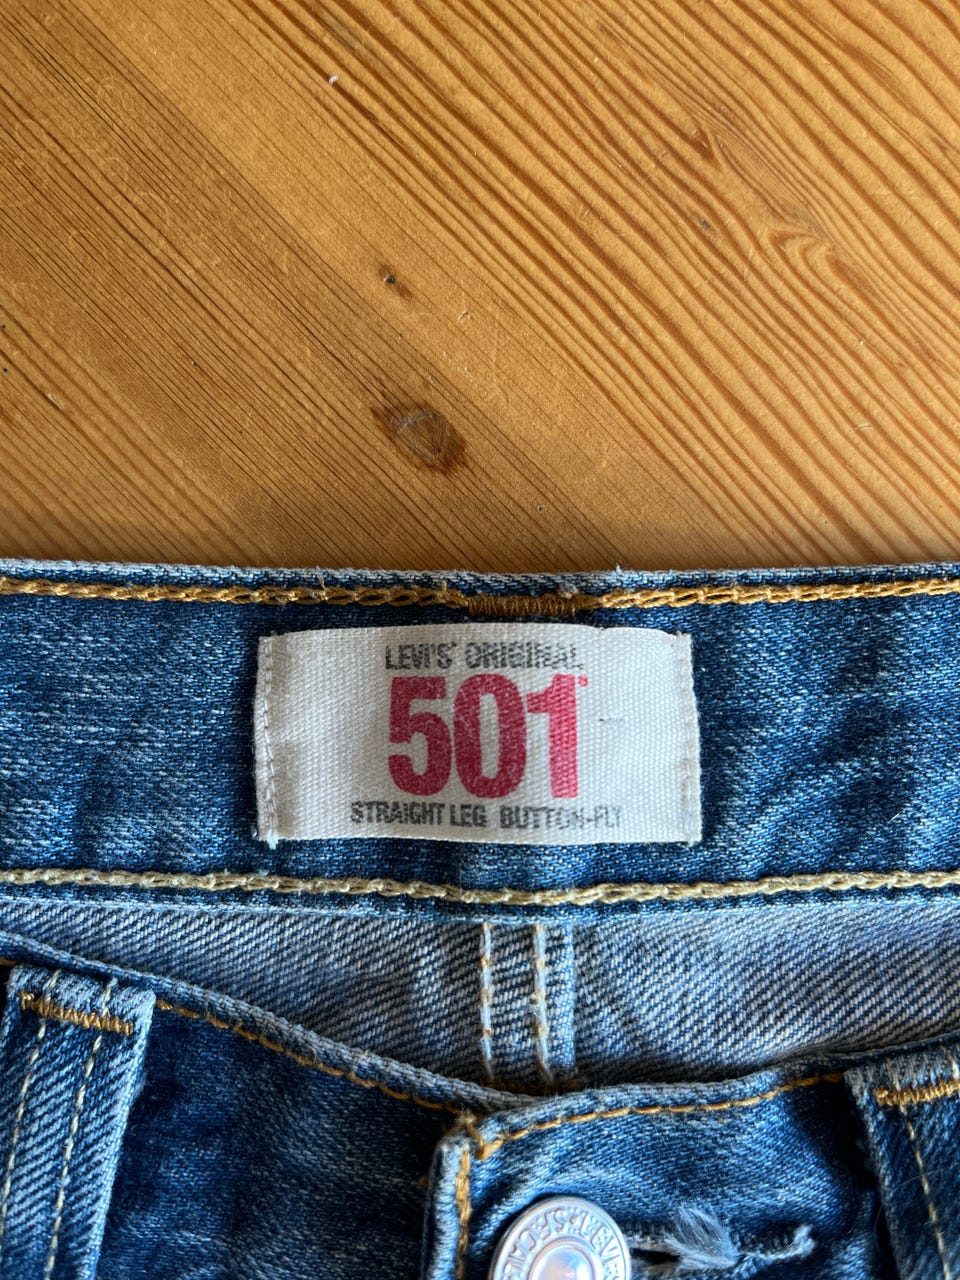 LEVI'S® ORIGINAL
501®
STRAIGHT LEG BUTTON-FLY